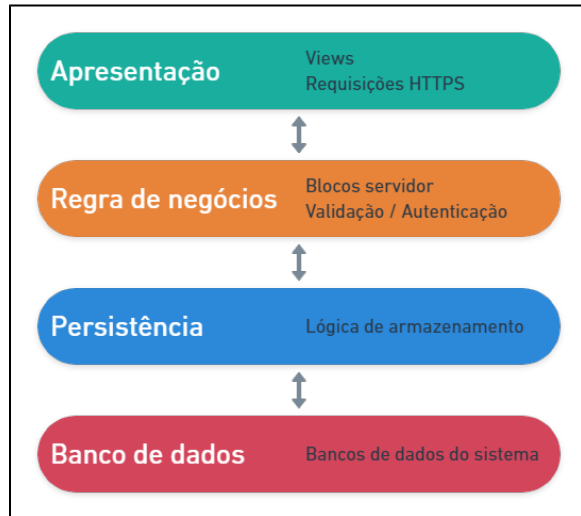 Apresentação
Views
Requisições HTTPS
Regra de negócios
Blocos servidor
Validação / Autenticação
Persistência
Lógica de armazenamento
Banco de dados
Bancos de dados do sistema